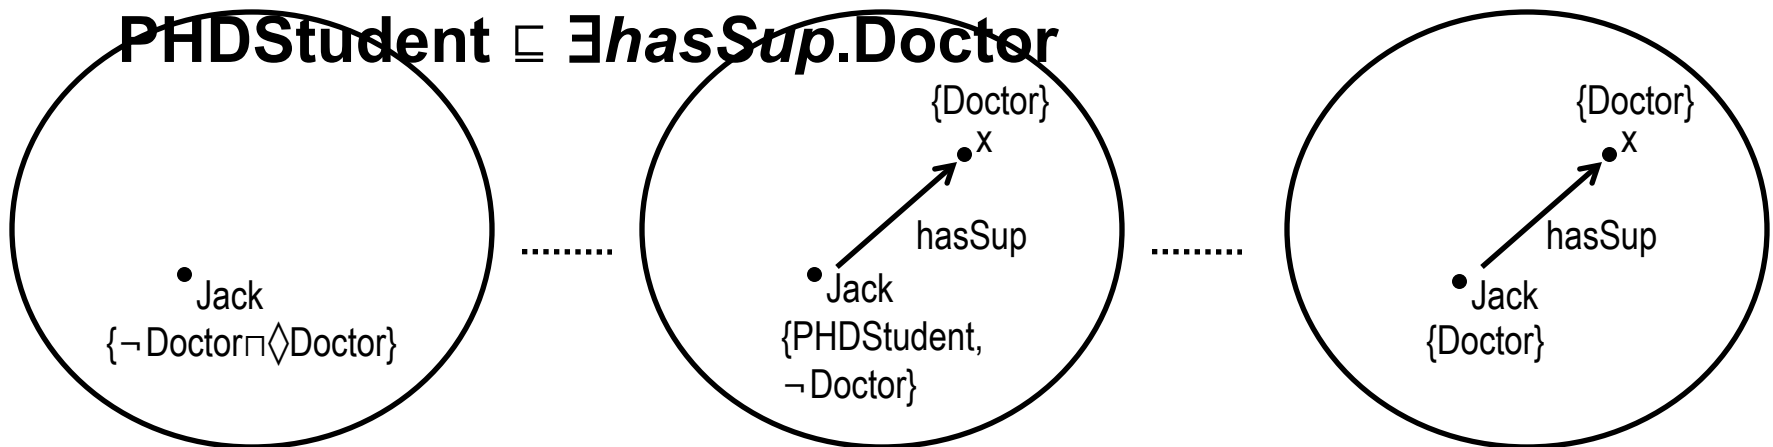 PHDStudent ⊑ ∃hasSup.Doctor
Jack
{¬Doctor⊓◊Doctor}
.........
{Doctor}
x
hasSup
Jack
{PHDStudent,
¬Doctor}
.........
{Doctor}
x
hasSup
Jack
{Doctor}